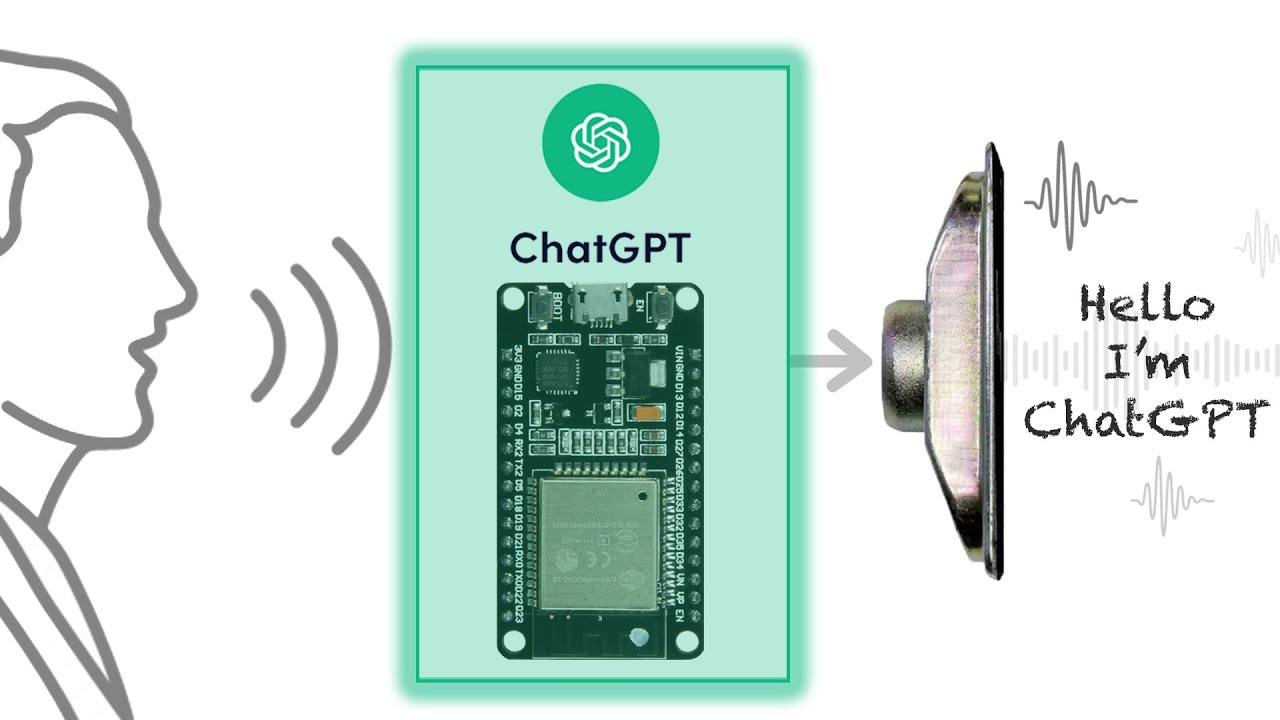 ChatGPT
BOOT
EN
3V3 GND D15 D2 D4 RX2 TX2 D5 D18 D19 D21 RX0 TX0 D22 D23
VIN GND D13 D12 D14 D27 D26 D25 D33 D32 D35 D34 VN VP EN
ESP-WROOM-32
Hello
I'm
ChatGPT